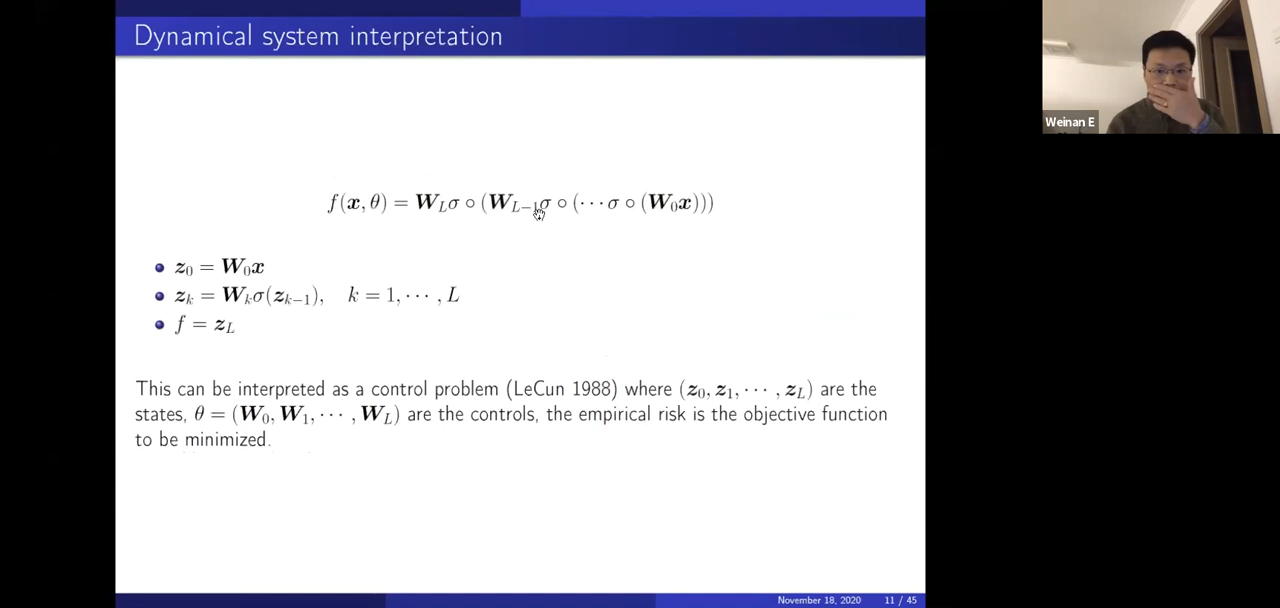 Dynamical system interpretation
Weinan E
f(x, θ) = W_L σ ∘ (W_{L−1} σ ∘ (··· σ ∘ (W_0 x)))
z_0 = W_0 x
z_k = W_k σ(z_{k−1}), k = 1, ··· , L
f = z_L
This can be interpreted as a control problem (LeCun 1988) where (z_0, z_1, ··· , z_L) are the
states, θ = (W_0, W_1, ··· , W_L) are the controls, the empirical risk is the objective function
to be minimized.
November 18, 2020 11 / 45